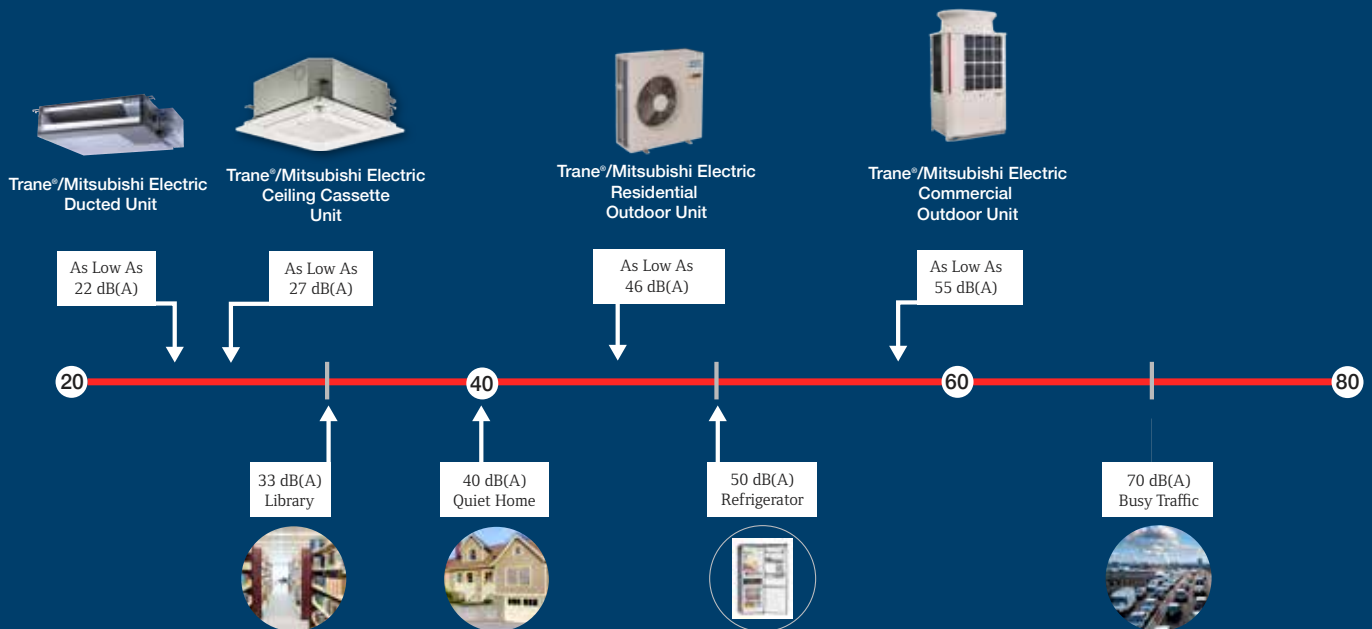 Trane®/Mitsubishi Electric
Ducted Unit
Trane®/Mitsubishi Electric
Ceiling Cassette
Unit
Trane®/Mitsubishi Electric
Residential
Outdoor Unit
Trane®/Mitsubishi Electric
Commercial
Outdoor Unit
As Low As
22 dB(A)
As Low As
27 dB(A)
As Low As
46 dB(A)
As Low As
55 dB(A)
20
40
60
80
33 dB(A)
Library
40 dB(A)
Quiet Home
50 dB(A)
Refrigerator
70 dB(A)
Busy Traffic